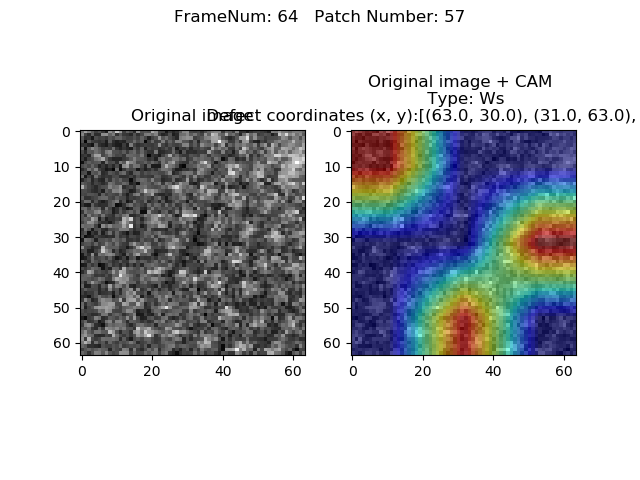 FrameNum: 64   Patch Number: 57
Original image + CAM
Type: Ws
Original image
Defect coordinates (x, y):[(63.0, 30.0), (31.0, 63.0),
0
10
20
30
40
50
60
0 20 40 60
0
10
20
30
40
50
60
0 20 40 60